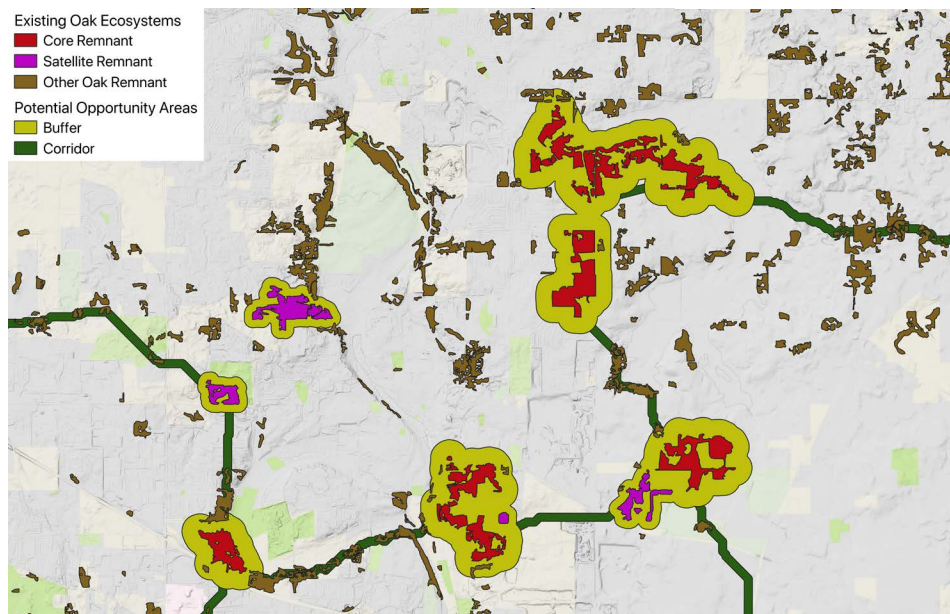 Existing Oak Ecosystems
Core Remnant
Satellite Remnant
Other Oak Remnant
Potential Opportunity Areas
Buffer
Corridor